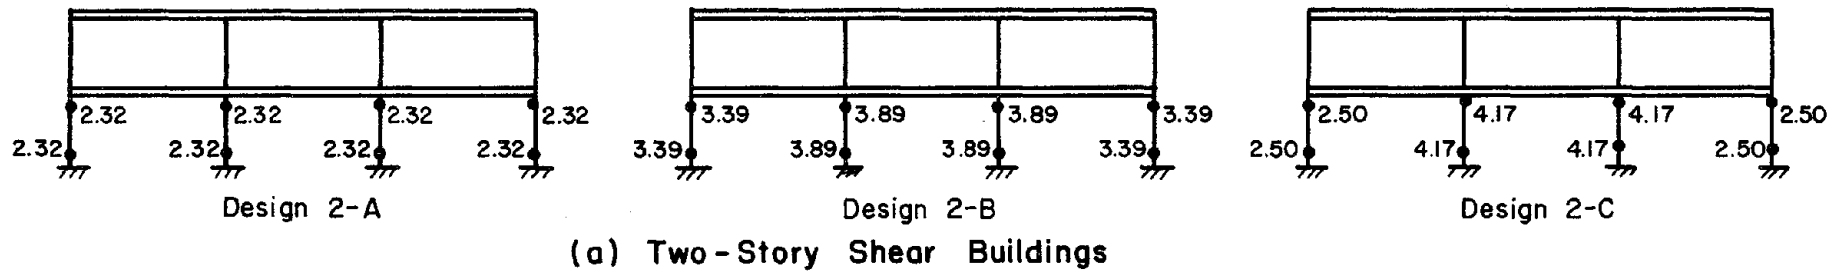 2.32 2.32 2.32 2.32 3.39 3.89 3.89 3.39 2.50 4.17 4.17 2.50
2.32 2.32 2.32 2.32 3.39 3.89 3.89 3.39 2.50 4.17 4.17 2.50
Design 2-A Design 2-B Design 2-C
(a) Two-Story Shear Buildings